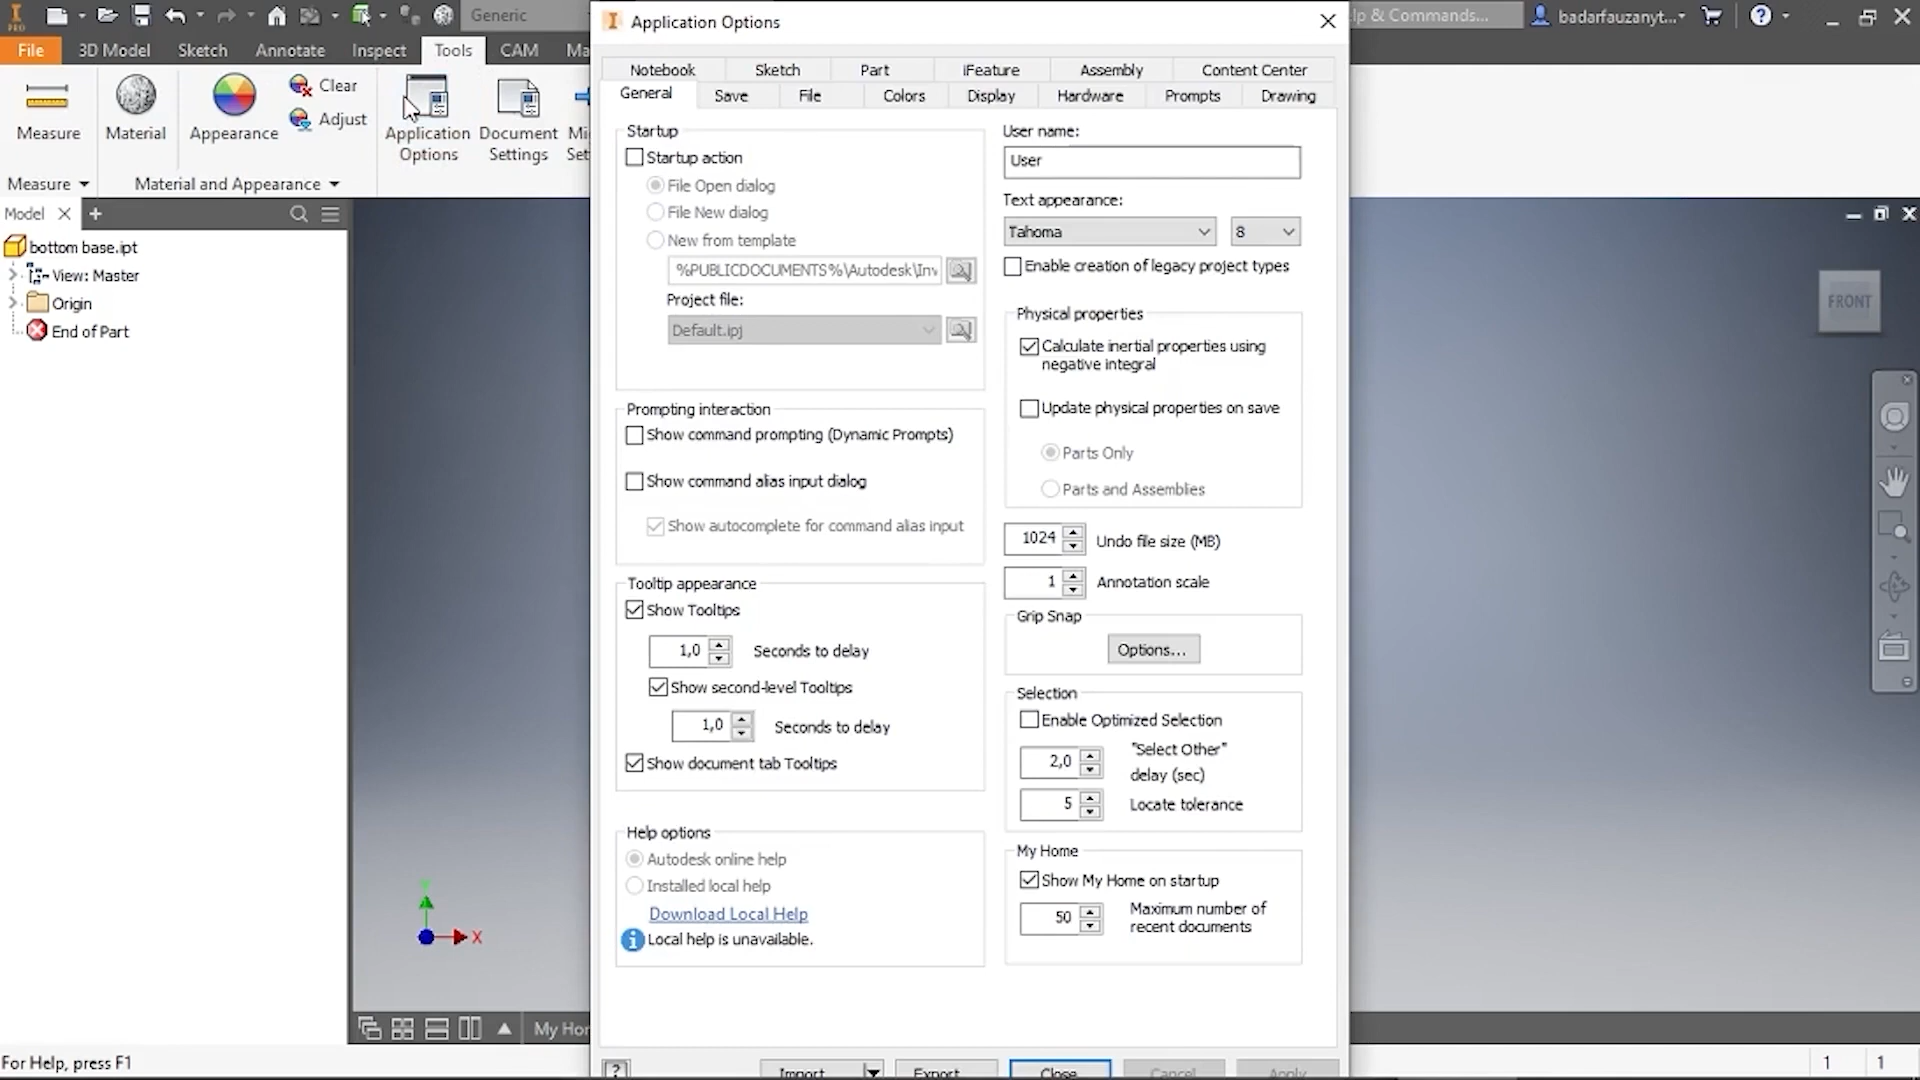 PRO
Generic
Application Options
lp & Commands...
badarfauzanyt...
File
3D Model
Sketch
Annotate
Inspect
Tools
CAM
Ma
Measure
Material
Appearance
Clear
Adjust
Application
Options
Document
Settings
Mi
Set
Measure
Material and Appearance
Model
bottom base.ipt
View: Master
Origin
End of Part
Notebook
Sketch
Part
iFeature
Assembly
Content Center
General
Save
File
Colors
Display
Hardware
Prompts
Drawing
Startup
Startup action
File Open dialog
File New dialog
New from template
%PUBLICDOCUMENTS%\Autodesk\Inv
Project file:
Default.ipj
Prompting interaction
Show command prompting (Dynamic Prompts)
Show command alias input dialog
Show autocomplete for command alias input
Tooltip appearance
Show Tooltips
1,0 Seconds to delay
Show second-level Tooltips
1,0 Seconds to delay
Show document tab Tooltips
Help options
Autodesk online help
Installed local help
Download Local Help
Local help is unavailable.
User name:
User
Text appearance:
Tahoma 8
Enable creation of legacy project types
Physical properties
Calculate inertial properties using
negative integral
Update physical properties on save
Parts Only
Parts and Assemblies
1024 Undo file size (MB)
1 Annotation scale
Grip Snap
Options...
Selection
Enable Optimized Selection
2,0 "Select Other"
delay (sec)
5 Locate tolerance
My Home
Show My Home on startup
50 Maximum number of
recent documents
? Import Export Close Cancel Apply
FRONT
X
My Hor
For Help, press F1
1 1